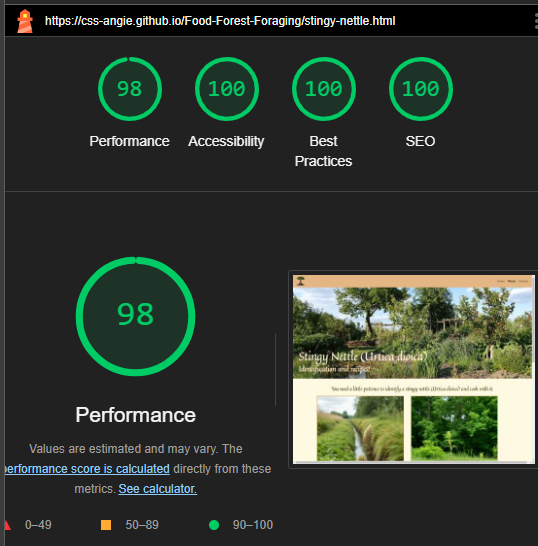 https://css-angie.github.io/Food-Forest-Foraging/stingy-nettle.html
98
100
100
100
Performance
Accessibility
Best
Practices
SEO
98
Performance
Values are estimated and may vary. The
performance score is calculated directly from these
metrics. See calculator.
0–49
50–89
90–100
Stingy Nettle (Urtica dioica)
Identification and recipes!
You need a little patience to identify a stingy nettle (Urtica dioica) and cook with it.